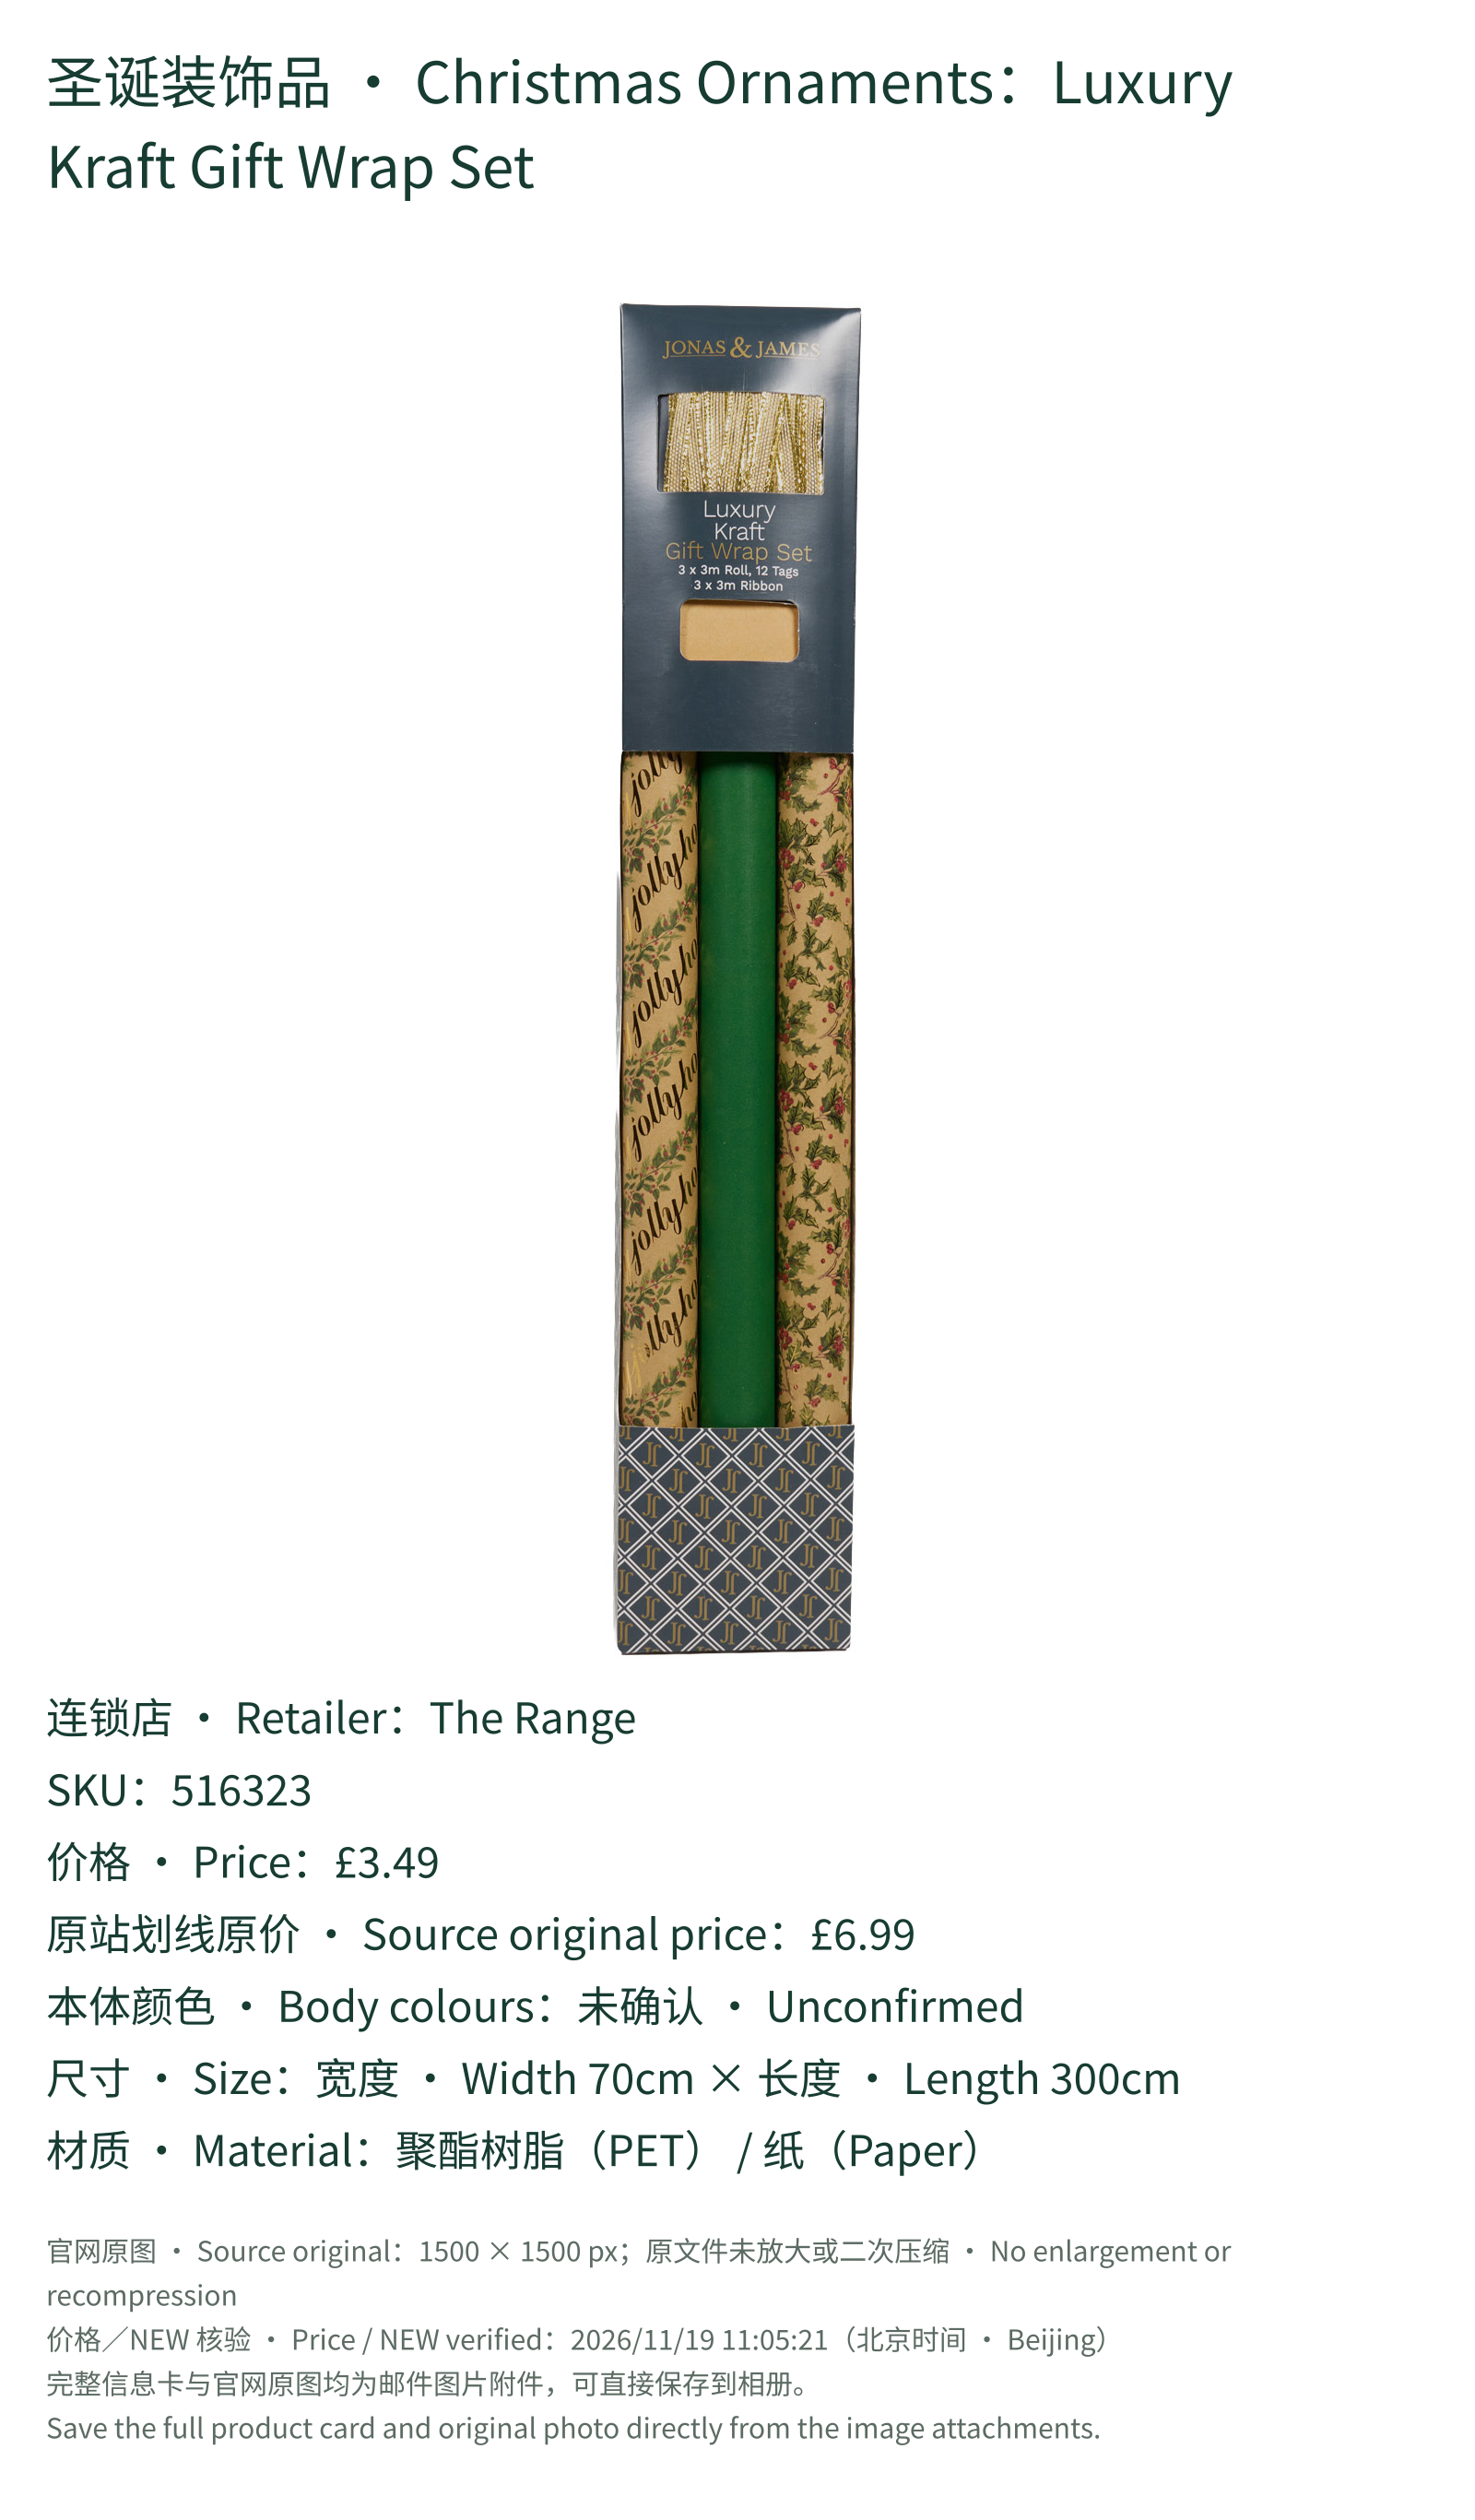 圣诞装饰品 · Christmas Ornaments：Luxury
Kraft Gift Wrap Set
JONAS & JAMES
Luxury
Kraft
Gift Wrap Set
3 x 3m Roll, 12 Tags
3 x 3m Ribbon
jolly
jolly
jolly
jolly
jolly
连锁店 · Retailer：The Range
SKU：516323
价格 · Price：£3.49
原站划线原价 · Source original price：£6.99
本体颜色 · Body colours：未确认 · Unconfirmed
尺寸 · Size：宽度 · Width 70cm × 长度 · Length 300cm
材质 · Material：聚酯树脂（PET） / 纸（Paper）
官网原图 · Source original：1500 × 1500 px；原文件未放大或二次压缩 · No enlargement or
recompression
价格／NEW 核验 · Price / NEW verified：2026/11/19 11:05:21（北京时间 · Beijing）
完整信息卡与官网原图均为邮件图片附件，可直接保存到相册。
Save the full product card and original photo directly from the image attachments.